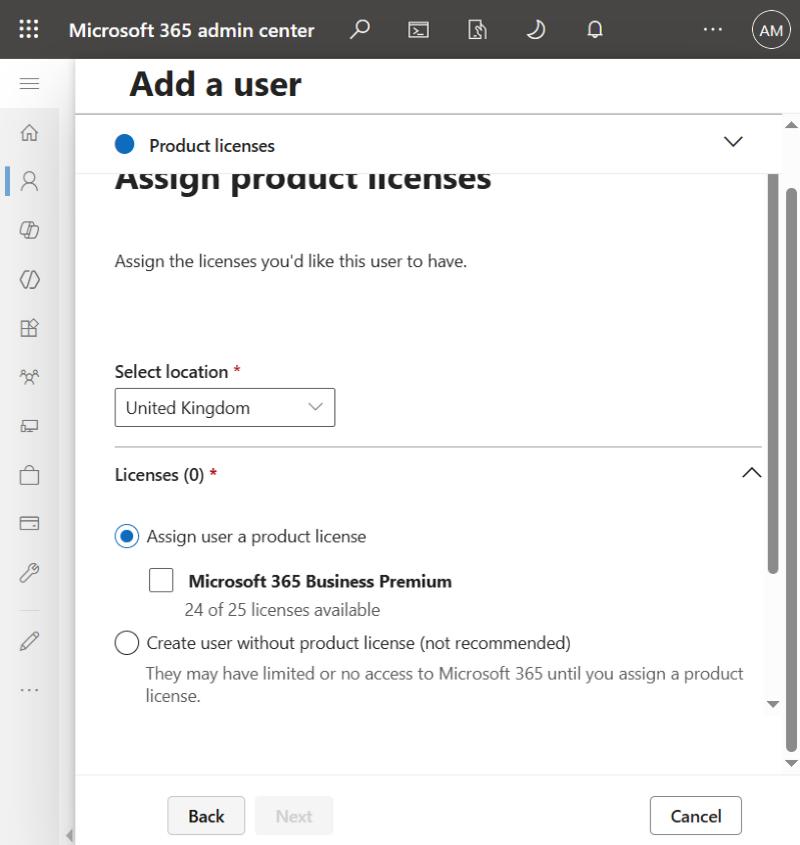 Microsoft 365 admin center
AM
Add a user
Product licenses
Assign product licenses
Assign the licenses you'd like this user to have.
Select location *
United Kingdom
Licenses (0) *
Assign user a product license
Microsoft 365 Business Premium
24 of 25 licenses available
Create user without product license (not recommended)
They may have limited or no access to Microsoft 365 until you assign a product
license.
Back
Next
Cancel